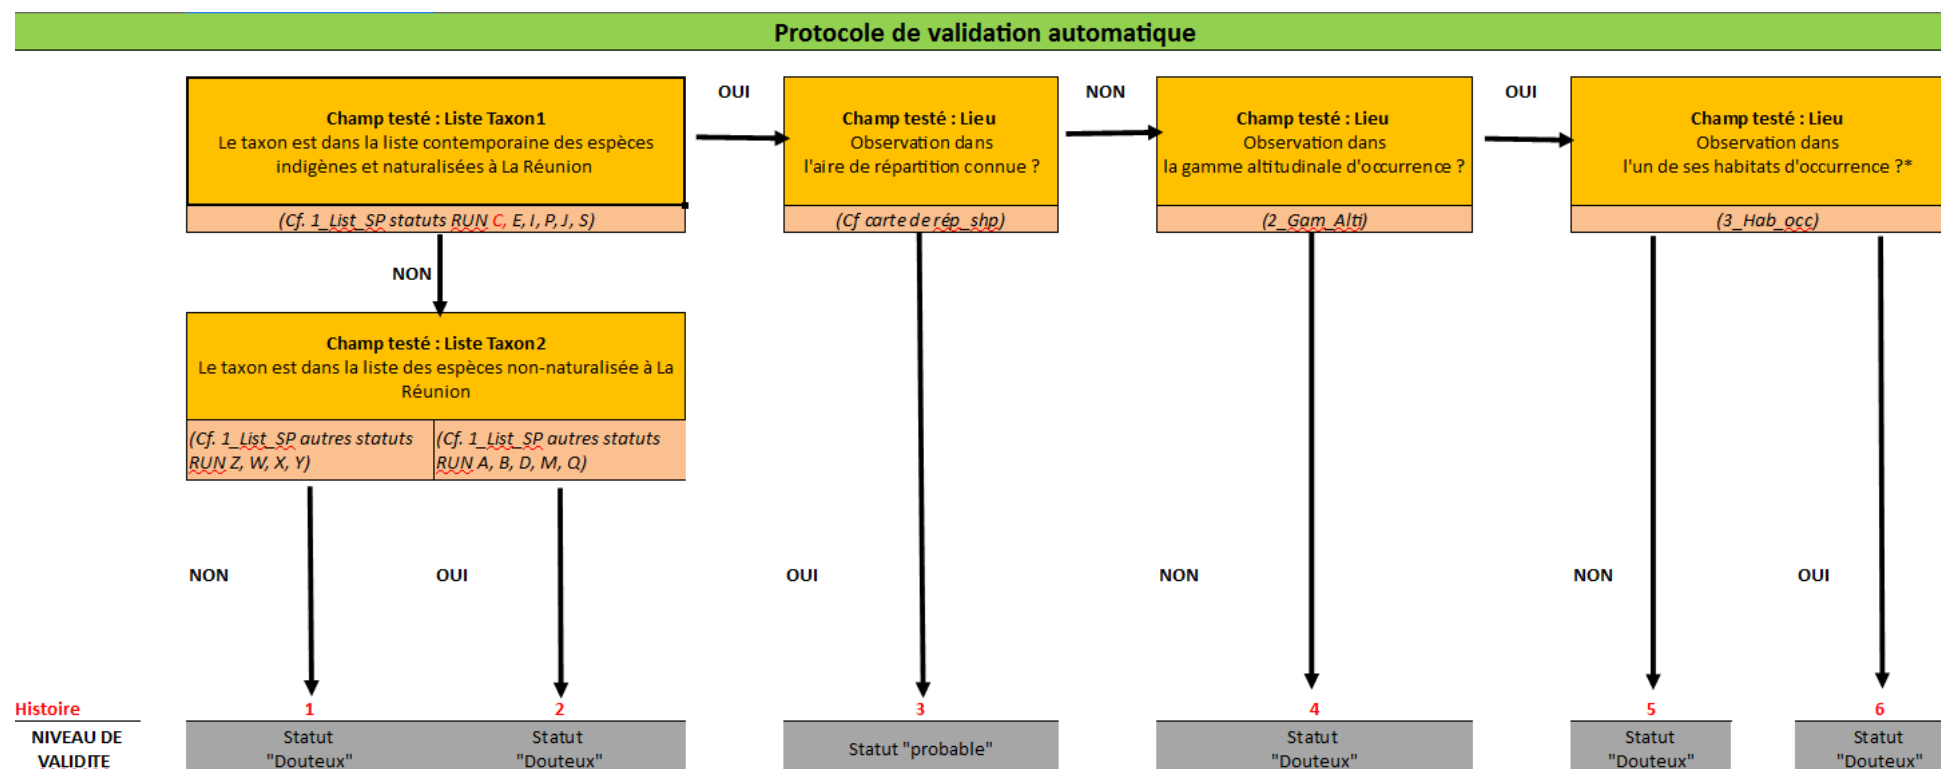 Protocole de validation automatique
Champ testé : Liste Taxon1
Le taxon est dans la liste contemporaine des espèces
indigènes et naturalisées à La Réunion
(Cf. 1_List_SP statuts RUN C, E, I, P, J, S)
OUI
Champ testé : Lieu
Observation dans
l'aire de répartition connue ?
(Cf carte de rép_shp)
NON
Champ testé : Lieu
Observation dans
la gamme altitudinale d'occurrence ?
(2_Gam_Alti)
OUI
Champ testé : Lieu
Observation dans
l'un de ses habitats d'occurrence ?*
(3_Hab_occ)
NON
Champ testé : Liste Taxon2
Le taxon est dans la liste des espèces non-naturalisée à La
Réunion
(Cf. 1_List_SP autres statuts
RUN Z, W, X, Y)
(Cf. 1_List_SP autres statuts
RUN A, B, D, M, Q)
NON
OUI
OUI
NON
NON
OUI
Histoire
1
2
3
4
5
6
NIVEAU DE
VALIDITE
Statut
"Douteux"
Statut
"Douteux"
Statut "probable"
Statut
"Douteux"
Statut
"Douteux"
Statut
"Douteux"